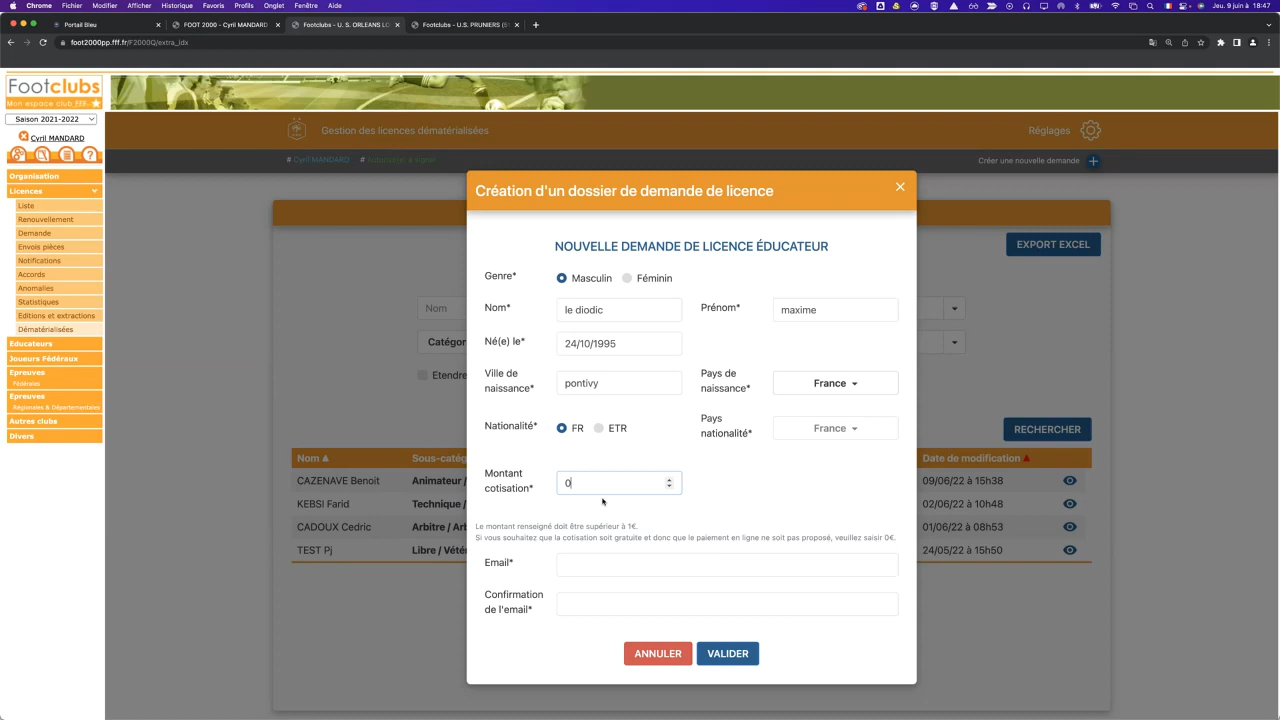 Chrome Fichier Modifier Affichage Historique Favoris Profils Onglet Fenêtre Aide
Jeu. 9 juin à 18:47
Portail Bleu
FOOT 2000 - Cyril MANDARD
Footclubs - U. S. ORLEANS LO
Footclubs - U.S. PRUNIERS (5
foot2000pp.fff.fr/F2000Q/extra_idx
Footclubs
Mon espace club FFF
Saison 2021-2022
Cyril MANDARD
Organisation
Licences
Liste
Renouvellement
Demande
Envois pièces
Notifications
Accords
Anomalies
Statistiques
Editions et extractions
Dématérialisées
Educateurs
Joueurs Fédéraux
Epreuves
Fédérales
Epreuves
Régionales & Départementales
Autres clubs
Divers
Gestion des licences dématérialisées
Réglages
# Cyril MANDARD #
Créer une nouvelle demande
EXPORT EXCEL
Nom
Catégor
Etendre
RECHERCHER
Nom
Sous-catég
Date de modification
CAZENAVE Benoit
Animateur /
09/06/22 à 15h38
KEBSI Farid
Technique /
02/06/22 à 10h48
CADOUX Cedric
Arbitre / Arb
01/06/22 à 08h53
TEST Pj
Libre / Vété
24/05/22 à 15h50
Création d'un dossier de demande de licence
NOUVELLE DEMANDE DE LICENCE ÉDUCATEUR
Genre*
Masculin
Féminin
Nom*
le diodic
Prénom*
maxime
Né(e) le*
24/10/1995
Ville de
naissance*
pontivy
Pays de
naissance*
France
Nationalité*
FR
ETR
Pays
nationalité*
France
Montant
cotisation*
0
Le montant renseigné doit être supérieur à 1€.
Si vous souhaitez que la cotisation soit gratuite et donc que le paiement en ligne ne soit pas proposé, veuillez saisir 0€.
Email*
Confirmation
de l'email*
ANNULER
VALIDER